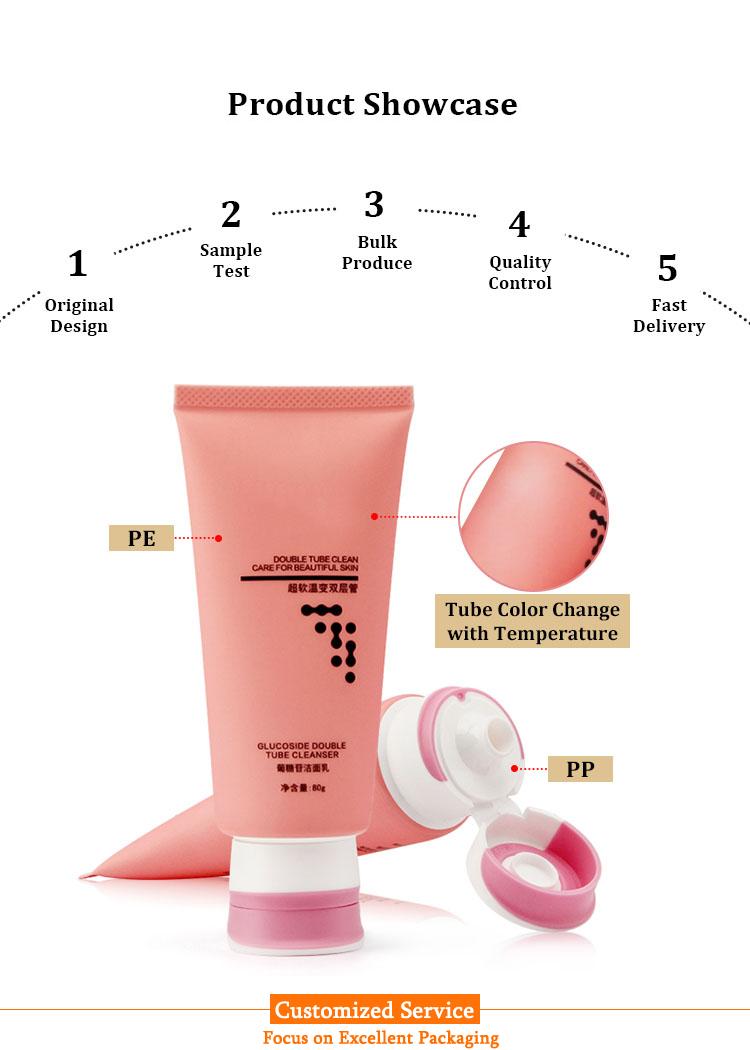 Product Showcase
1
Original
Design
2
Sample
Test
3
Bulk
Produce
4
Quality
Control
5
Fast
Delivery
PE
DOUBLE TUBE CLEAN
CARE FOR BEAUTIFUL SKIN
超软温变双层管
Tube Color Change
with Temperature
GLUCOSIDE DOUBLE
TUBE CLEANSER
葡糖苷洁面乳
净含量:80g
PP
Customized Service
Focus on Excellent Packaging